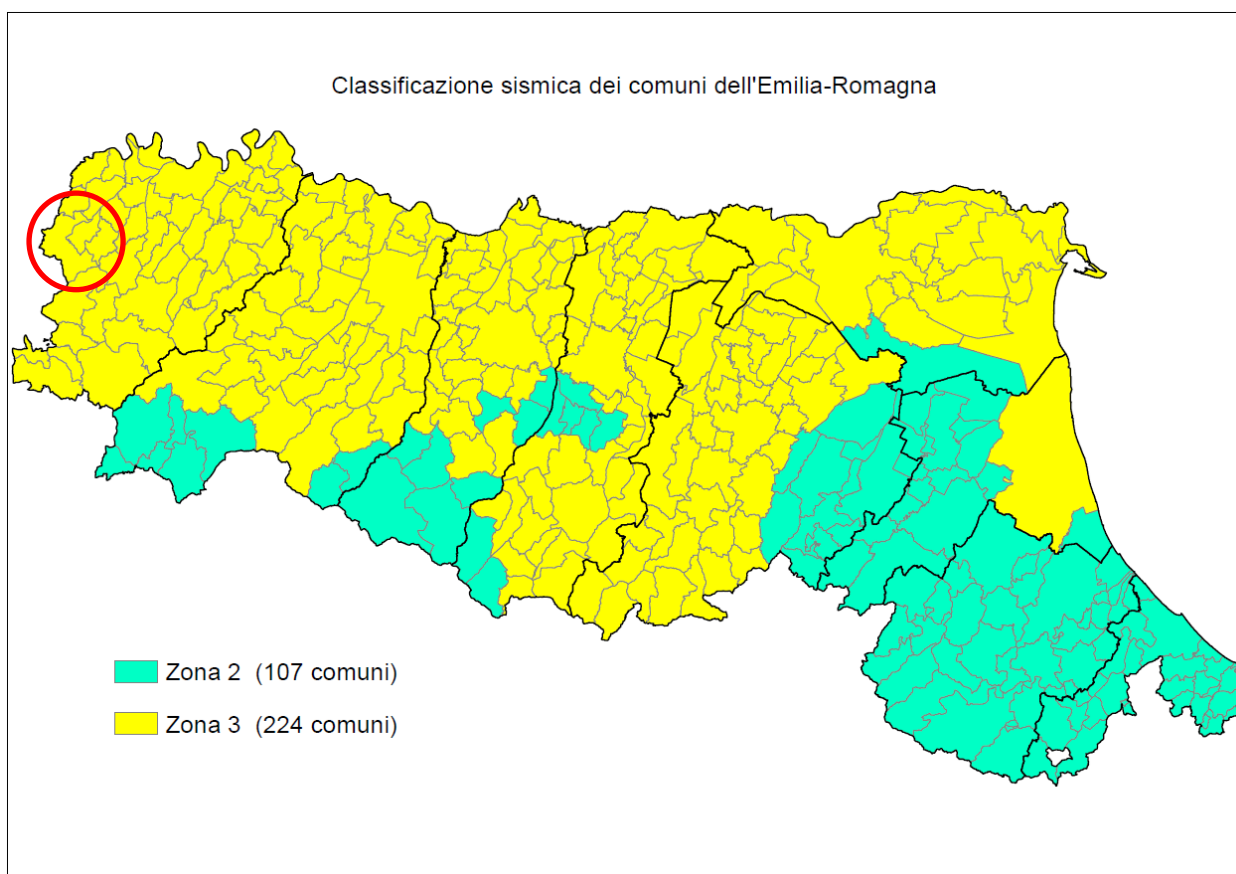 Classificazione sismica dei comuni dell'Emilia-Romagna
Zona 2 (107 comuni)
Zona 3 (224 comuni)